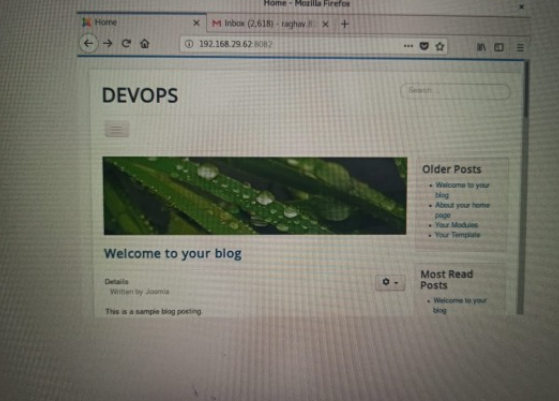 Home - Mozilla Firefox
Home
Inbox (2,618) - raghav.
192.168.29.62:8082
DEVOPS
Search...
Older Posts
Welcome to your
blog
About your home
page
Your Modules
Your Template
Welcome to your blog
Most Read
Posts
Details
Written by Joomla
Welcome to your
blog
This is a sample blog posting.